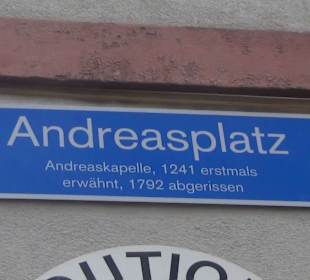 Andreasplatz
Andreaskapelle, 1241 erstmals
erwähnt, 1792 abgerissen